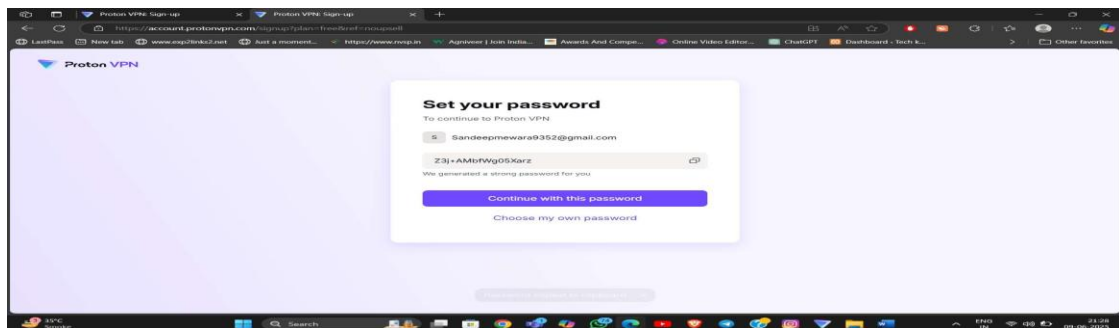 Proton VPN: Sign-up
Proton VPN: Sign-up
https://account.protonvpn.com/signup?plan=free&ref=noupsell
LastPass
New tab
www.exp28links2.net
Just a moment...
https://www.nvsp.in
Agniveer | Join India...
Awards And Compe...
Online Video Editor...
ChatGPT
Dashboard - Tech k...
Other favorites
Proton VPN
Set your password
To continue to Proton VPN
S Sandeepmewara9352@gmail.com
Z3j+AMbfWg05Xarz
We generated a strong password for you
Continue with this password
Choose my own password
35°C
Smoke
Search
ENG
IN
21:26
09-06-2025